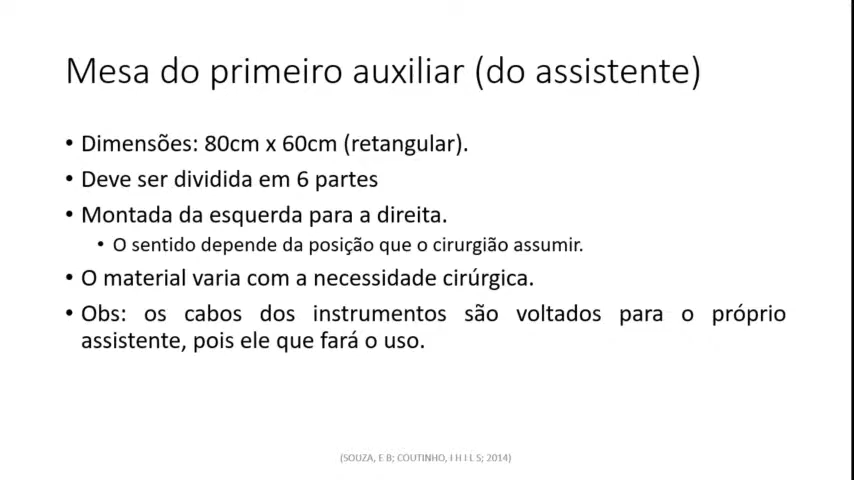 Mesa do primeiro auxiliar (do assistente)
• Dimensões: 80cm x 60cm (retangular).
• Deve ser dividida em 6 partes
• Montada da esquerda para a direita.
• O sentido depende da posição que o cirurgião assumir.
• O material varia com a necessidade cirúrgica.
• Obs: os cabos dos instrumentos são voltados para o próprio
assistente, pois ele que fará o uso.
(SOUZA, E B; COUTINHO, I H I L S; 2014)